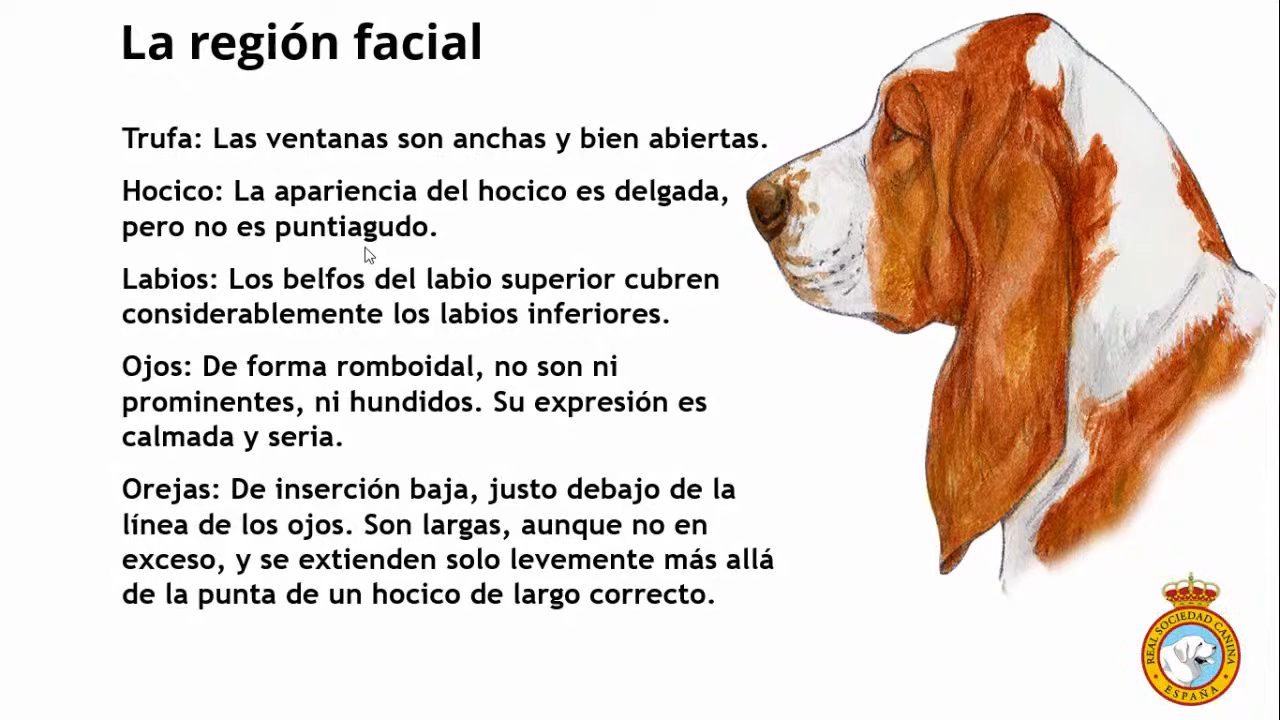 La región facial
Trufa: Las ventanas son anchas y bien abiertas.
Hocico: La apariencia del hocico es delgada,
pero no es puntiagudo.
Labios: Los belfos del labio superior cubren
considerablemente los labios inferiores.
Ojos: De forma romboidal, no son ni
prominentes, ni hundidos. Su expresión es
calmada y seria.
Orejas: De inserción baja, justo debajo de la
línea de los ojos. Son largas, aunque no en
exceso, y se extienden solo levemente más allá
de la punta de un hocico de largo correcto.
REAL SOCIEDAD CANINA
ESPAÑA